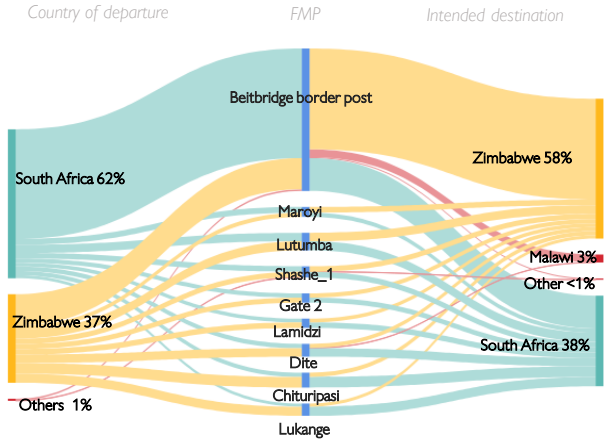 Country of departure
FMP
Intended destination
Beitbridge border post
Zimbabwe 58%
South Africa 62%
Maroyi
Lutumba
Malawi 3%
Shashe_1
Other <1%
Gate 2
Zimbabwe 37%
Lamidzi
South Africa 38%
Dite
Chituripasi
Others 1%
Lukange